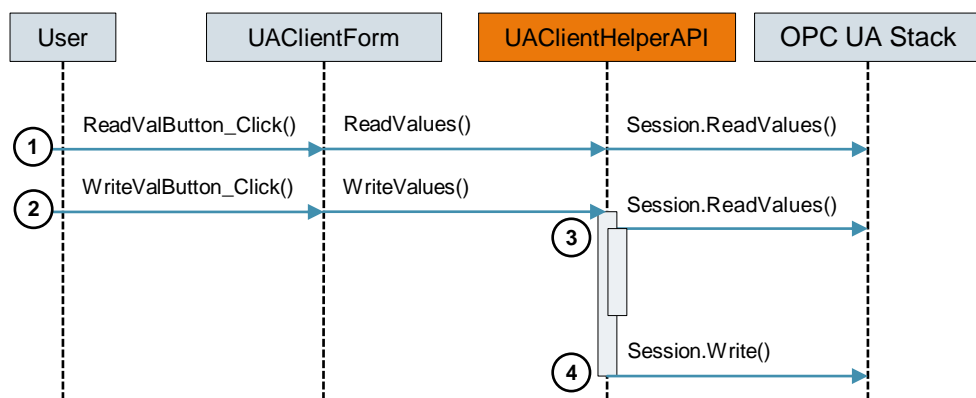 User
UAClientForm
UAClientHelperAPI
OPC UA Stack
ReadValButton_Click()
ReadValues()
Session.ReadValues()
1
WriteValButton_Click()
WriteValues()
Session.ReadValues()
2
3
Session.Write()
4